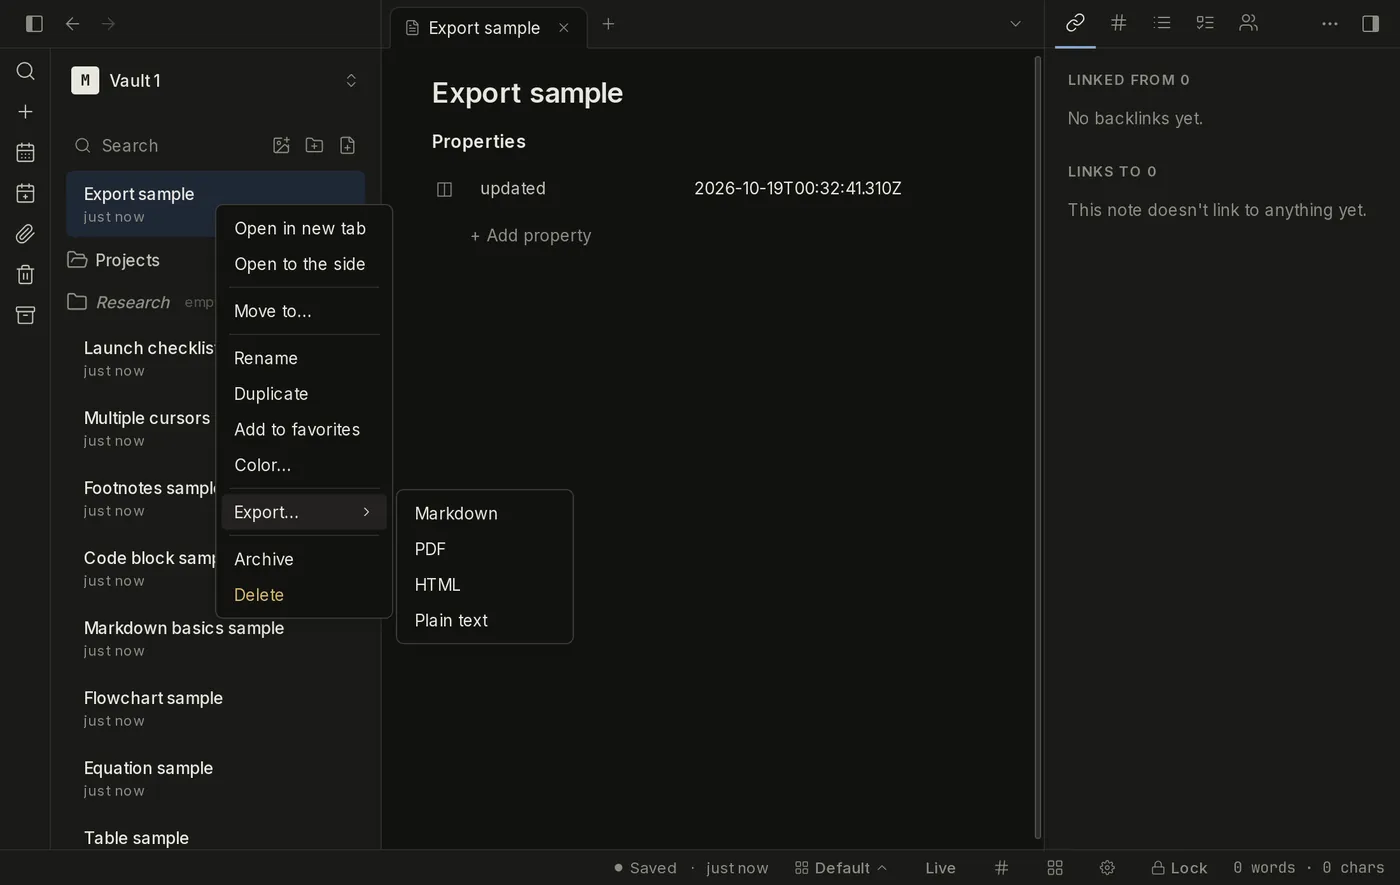 Export sample
M Vault 1
Search
Export sample
just now
Projects
Research emp
Launch checklist
just now
Multiple cursors
just now
Footnotes sample
just now
Code block samp
just now
Markdown basics sample
just now
Flowchart sample
just now
Equation sample
just now
Table sample
Open in new tab
Open to the side
Move to...
Rename
Duplicate
Add to favorites
Color...
Export...
Archive
Delete
Markdown
PDF
HTML
Plain text
Export sample
Properties
updated 2026-10-19T00:32:41.310Z
+ Add property
LINKED FROM 0
No backlinks yet.
LINKS TO 0
This note doesn't link to anything yet.
Saved · just now Default Live Lock 0 words · 0 chars